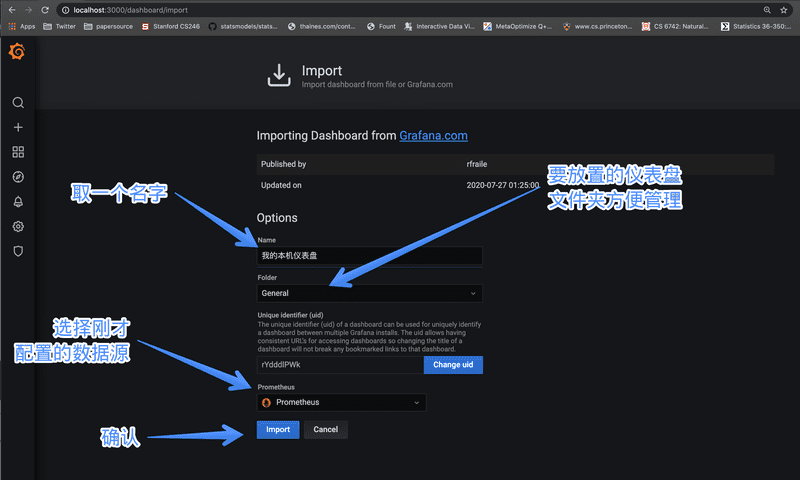 localhost:3000/dashboard/import
Apps
Twitter
papersource
Stanford CS246
statsmodels/stats...
thaines.com/cont...
Fount
Interactive Data Vi...
MetaOptimize Q+...
www.cs.princeton...
CS 6742: Natural...
Statistics 36-350:...
Import
Import dashboard from file or Grafana.com
Importing Dashboard from Grafana.com
Published by rfraile
Updated on 2020-07-27 01:25:00
要放置的仪表盘
文件夹方便管理
取一个名字
Options
Name
我的本机仪表盘
Folder
General
Unique identifier (uid)
The unique identifier (uid) of a dashboard can be used for uniquely identify
a dashboard between multiple Grafana installs. The uid allows having
consistent URL's for accessing dashboards so changing the title of a
dashboard will not break any bookmarked links to that dashboard.
选择刚才
配置的数据源
rYdddlPWk
Change uid
Prometheus
Prometheus
确认
Import
Cancel